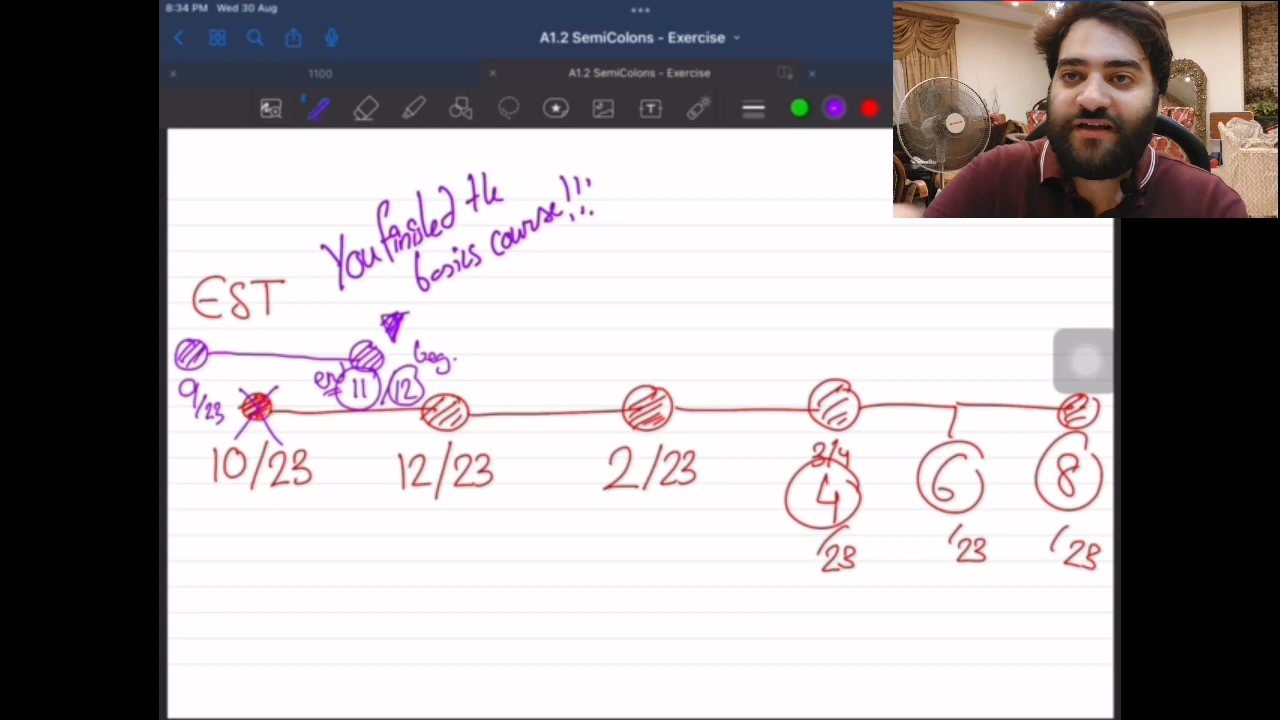 8:34 PM Wed 30 Aug
A1.2 SemiColons - Exercise
1100
A1.2 SemiColons - Exercise
T
You finished the
basics course!!!
EST
beg.
end 11, 12
9/23
10/23
12/23
2/23
3/4
4
/23
6
/23
8
/23